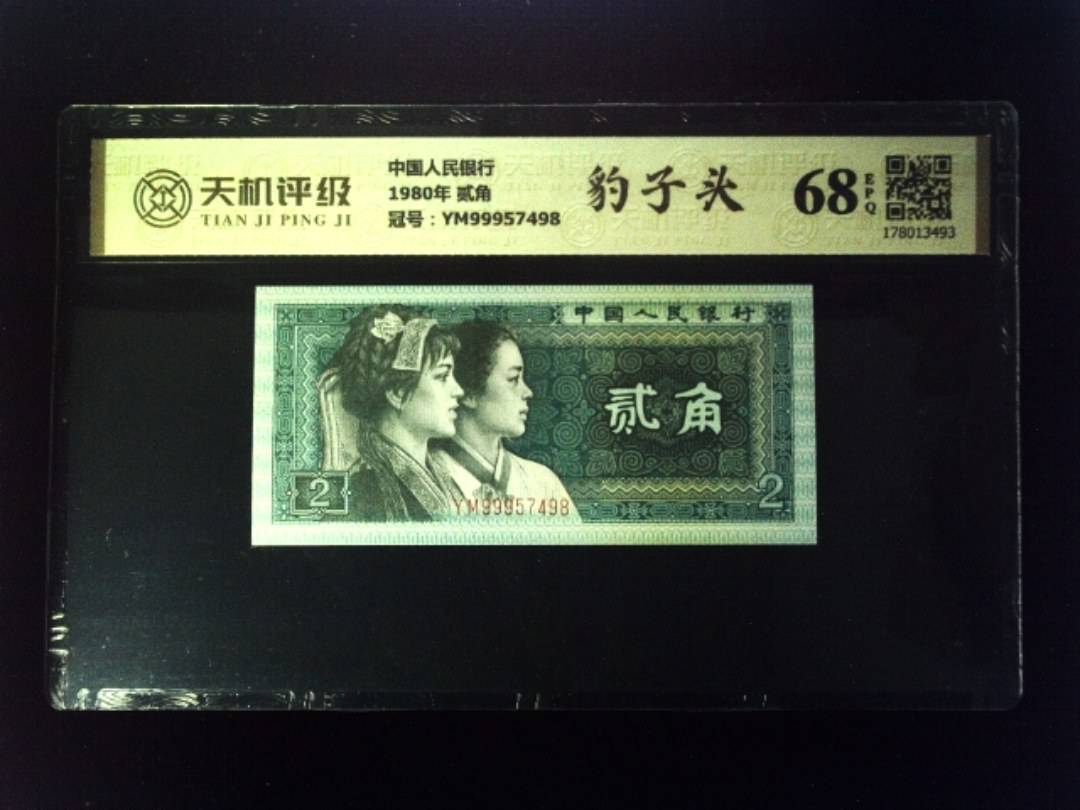 天机评级
TIAN JI PING JI
中国人民银行
1980年 贰角
冠号：YM99957498
豹子头
68
EPQ
178013493
中国人民银行
贰角
2
2
YM99957498